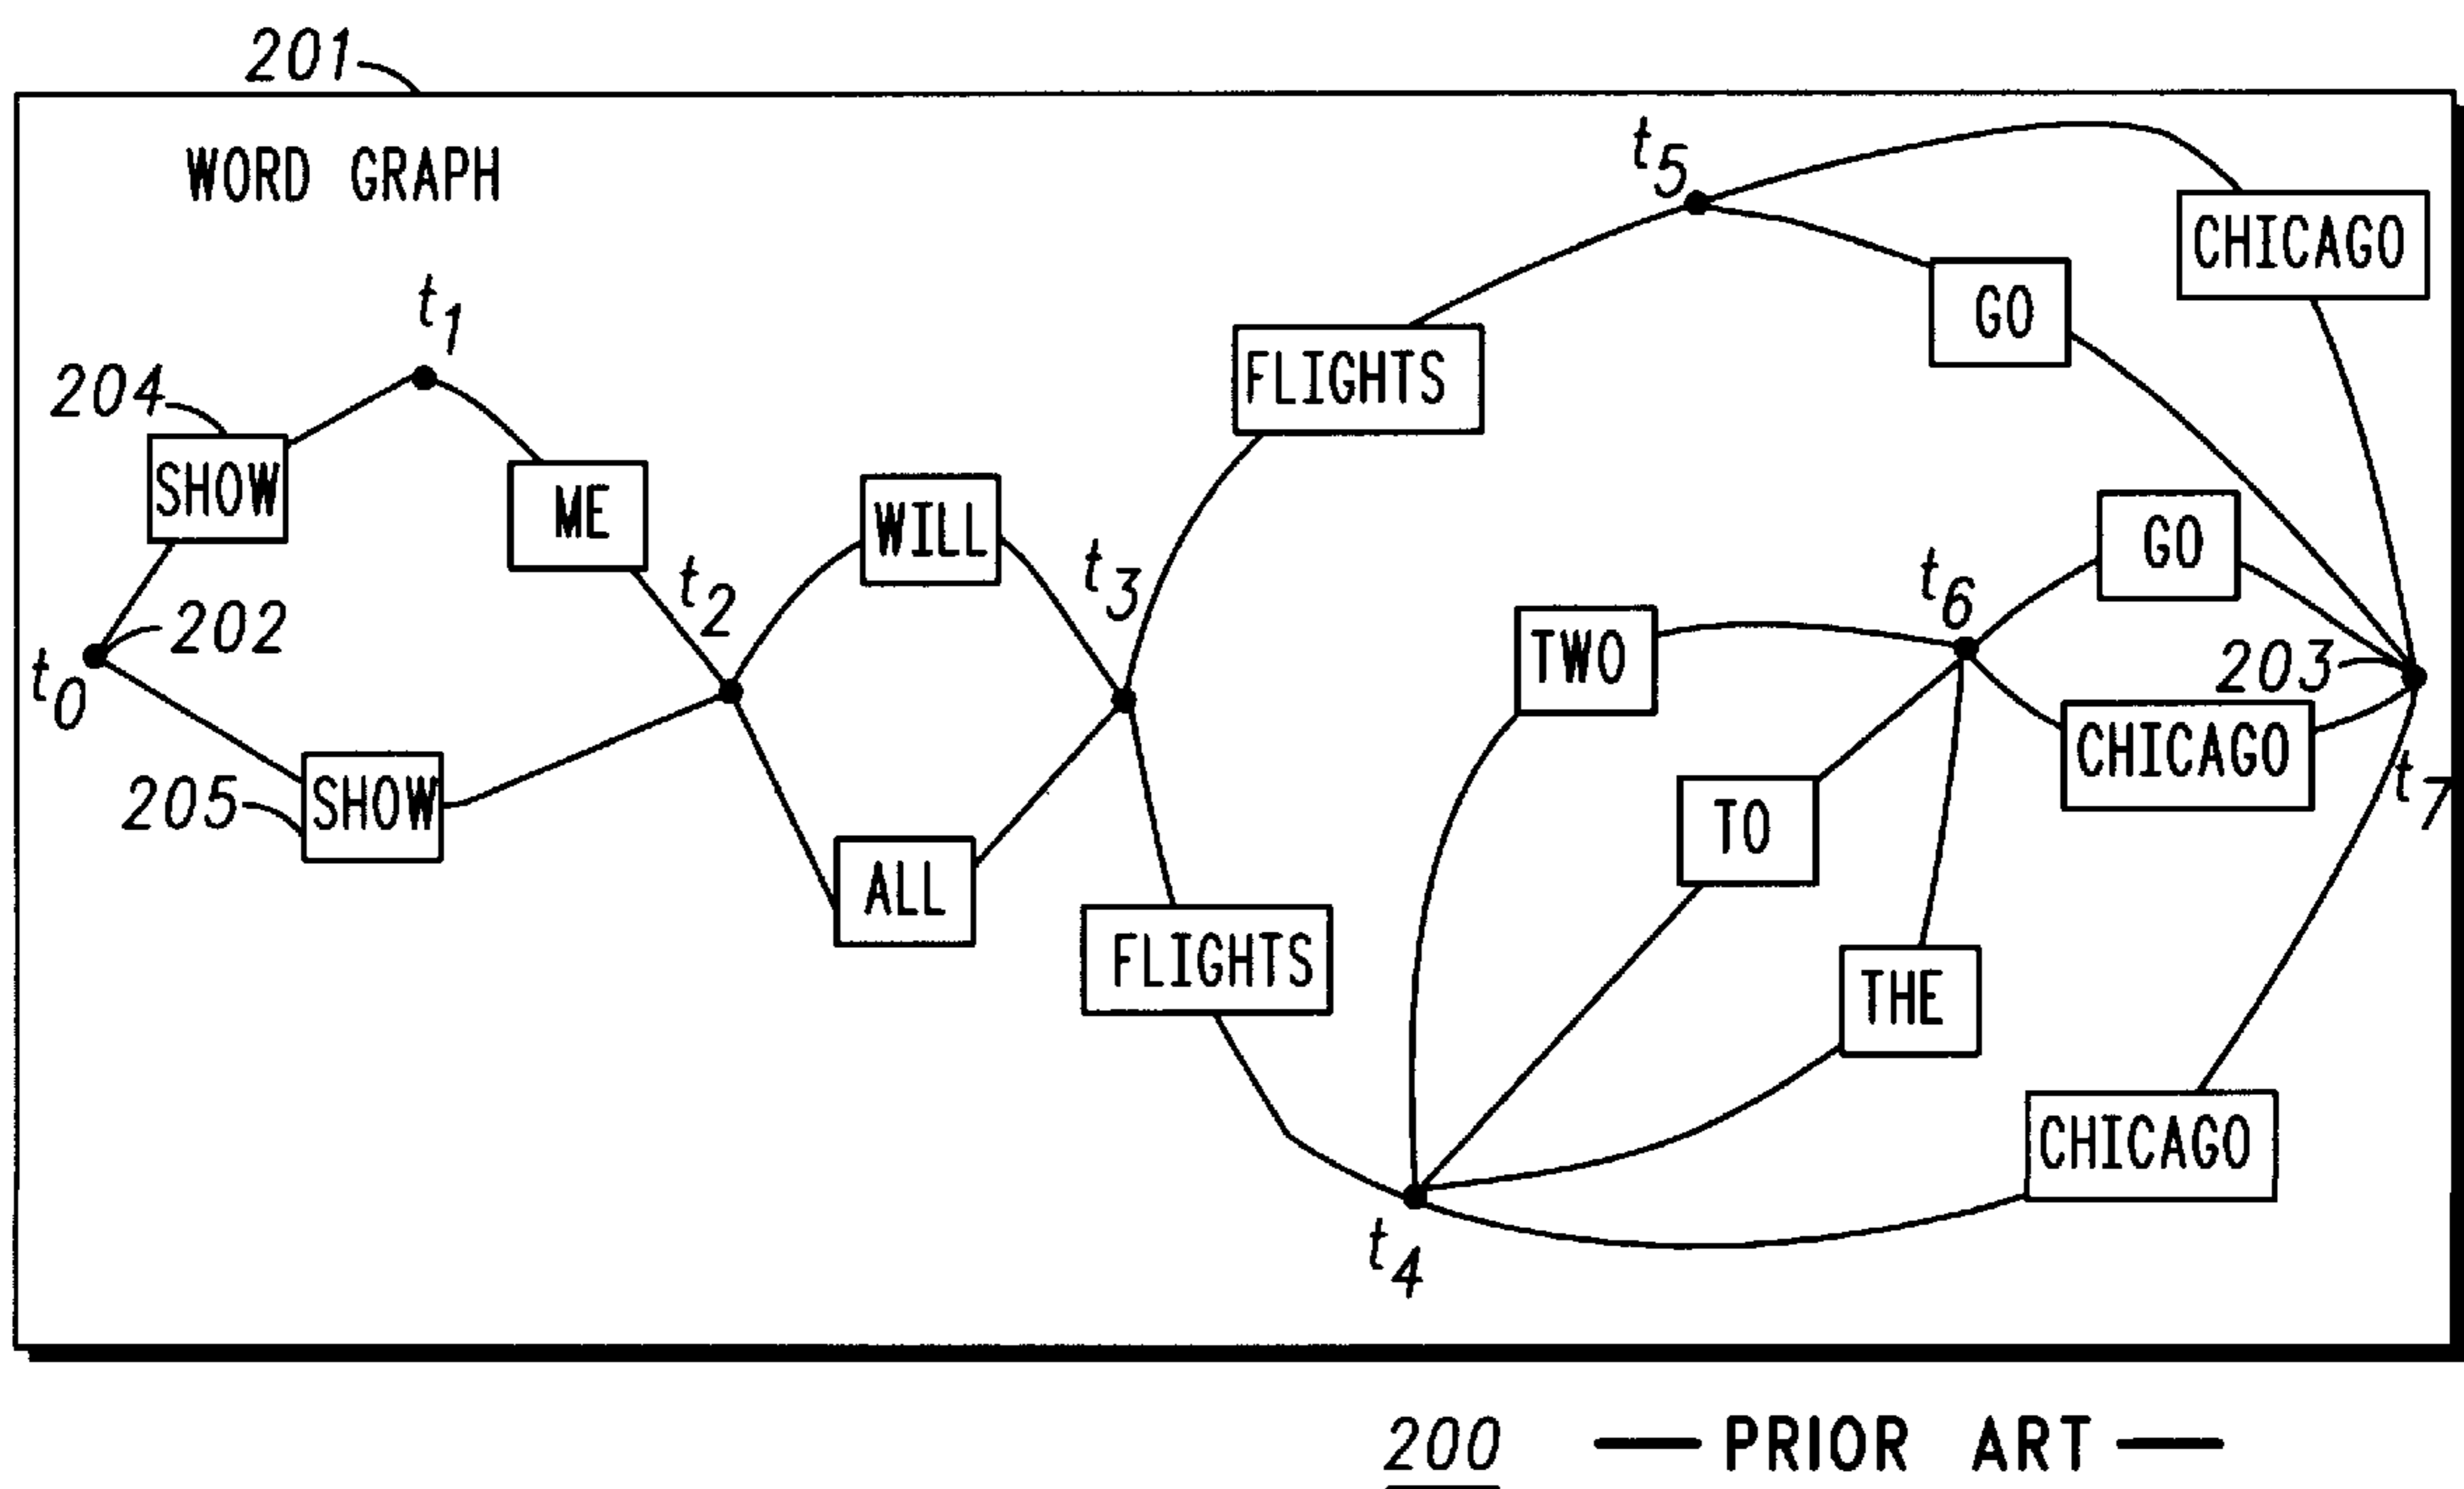 201
WORD GRAPH
t5
CHICAGO
GO
t1
FLIGHTS
204
SHOW
ME
WILL
t3
t2
GO
t6
TWO
202
203
t0
CHICAGO
t7
205
SHOW
TO
ALL
FLIGHTS
THE
CHICAGO
t4
200 — PRIOR ART —